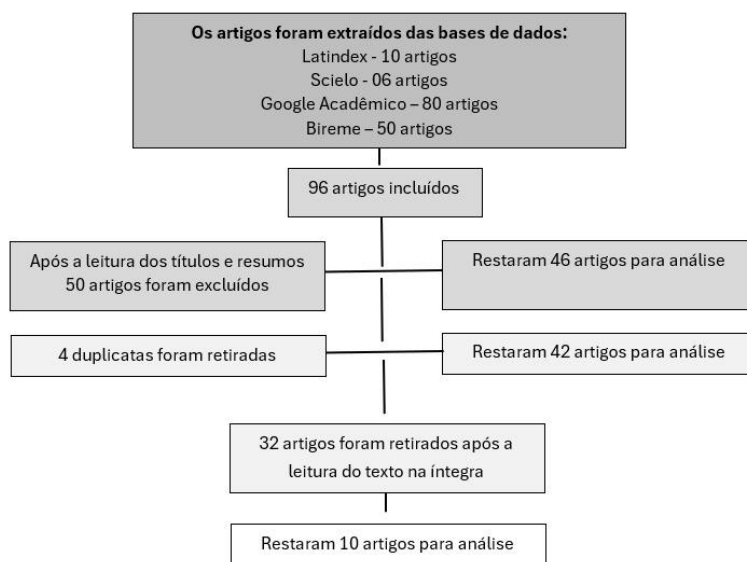 Os artigos foram extraídos das bases de dados:
Latindex - 10 artigos
Scielo - 06 artigos
Google Acadêmico – 80 artigos
Bireme – 50 artigos
96 artigos incluídos
Após a leitura dos títulos e resumos
50 artigos foram excluídos
Restaram 46 artigos para análise
4 duplicatas foram retiradas
Restaram 42 artigos para análise
32 artigos foram retirados após a
leitura do texto na íntegra
Restaram 10 artigos para análise